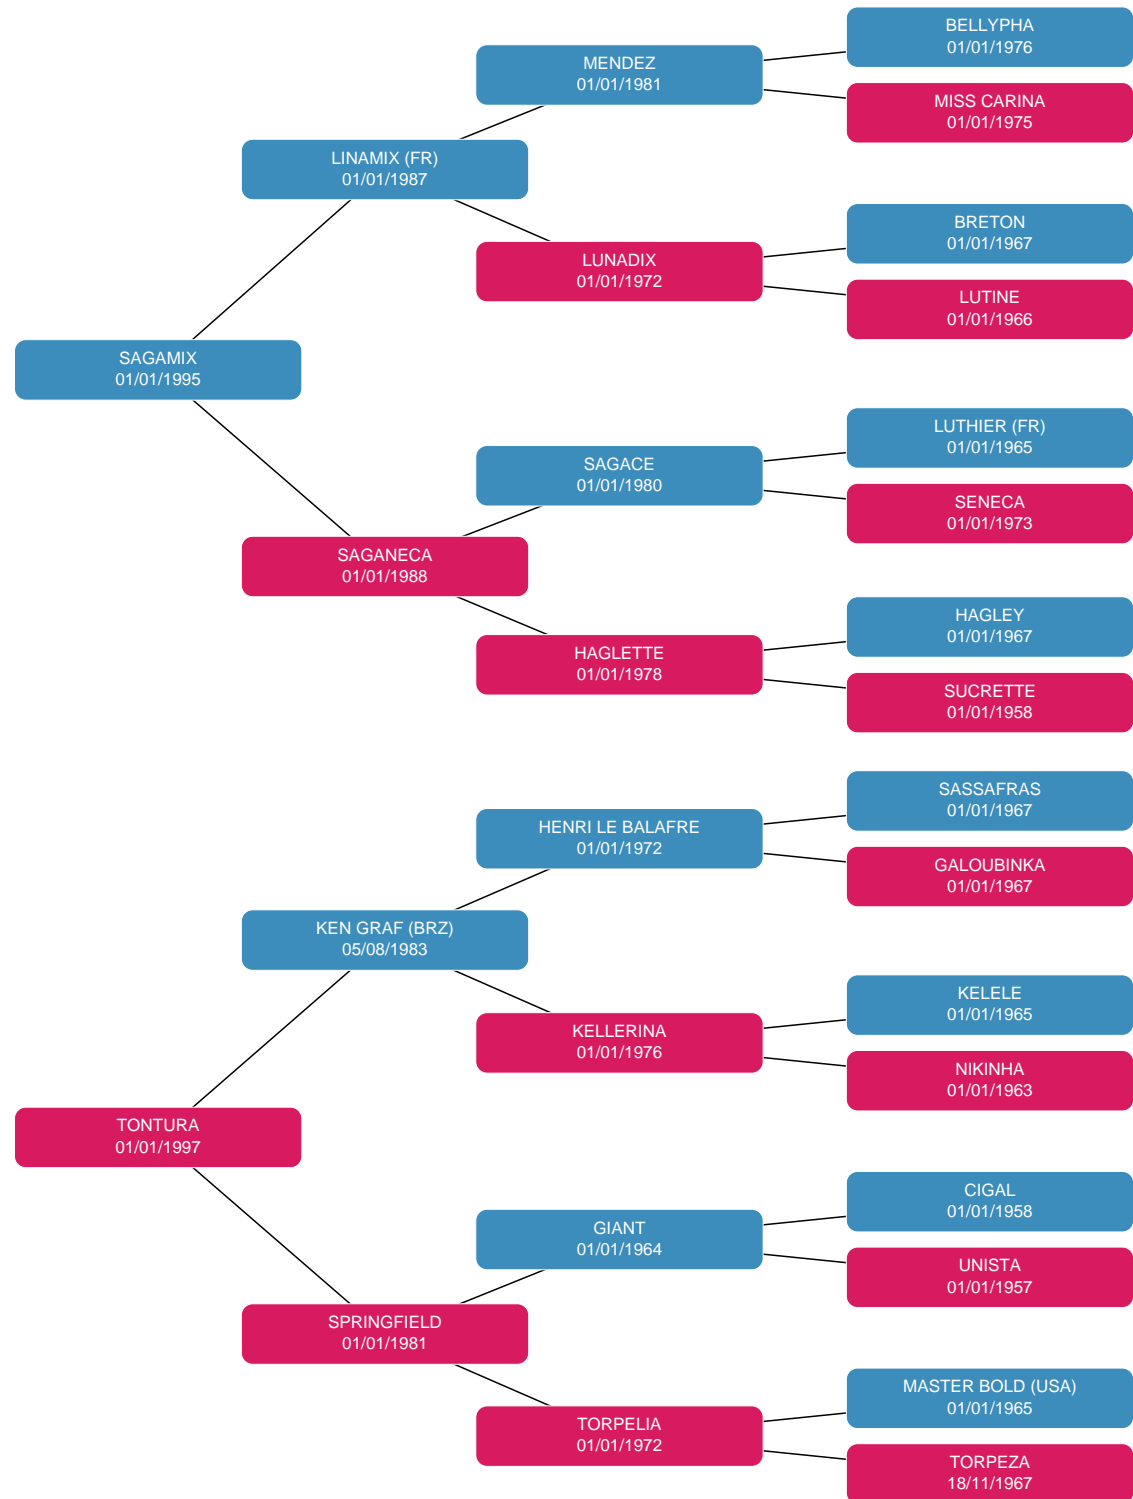 BELLYPHA
01/01/1976
MENDEZ
01/01/1981
MISS CARINA
01/01/1975
LINAMIX (FR)
01/01/1987
BRETON
01/01/1967
LUNADIX
01/01/1972
LUTINE
01/01/1966
SAGAMIX
01/01/1995
LUTHIER (FR)
01/01/1965
SAGACE
01/01/1980
SENECA
01/01/1973
SAGANECA
01/01/1988
HAGLEY
01/01/1967
HAGLETTE
01/01/1978
SUCRETTE
01/01/1958
SASSAFRAS
01/01/1967
HENRI LE BALAFRE
01/01/1972
GALOUBINKA
01/01/1967
KEN GRAF (BRZ)
05/08/1983
KELELE
01/01/1965
KELLERINA
01/01/1976
NIKINHA
01/01/1963
TONTURA
01/01/1997
CIGAL
01/01/1958
GIANT
01/01/1964
UNISTA
01/01/1957
SPRINGFIELD
01/01/1981
MASTER BOLD (USA)
01/01/1965
TORPELIA
01/01/1972
TORPEZA
18/11/1967